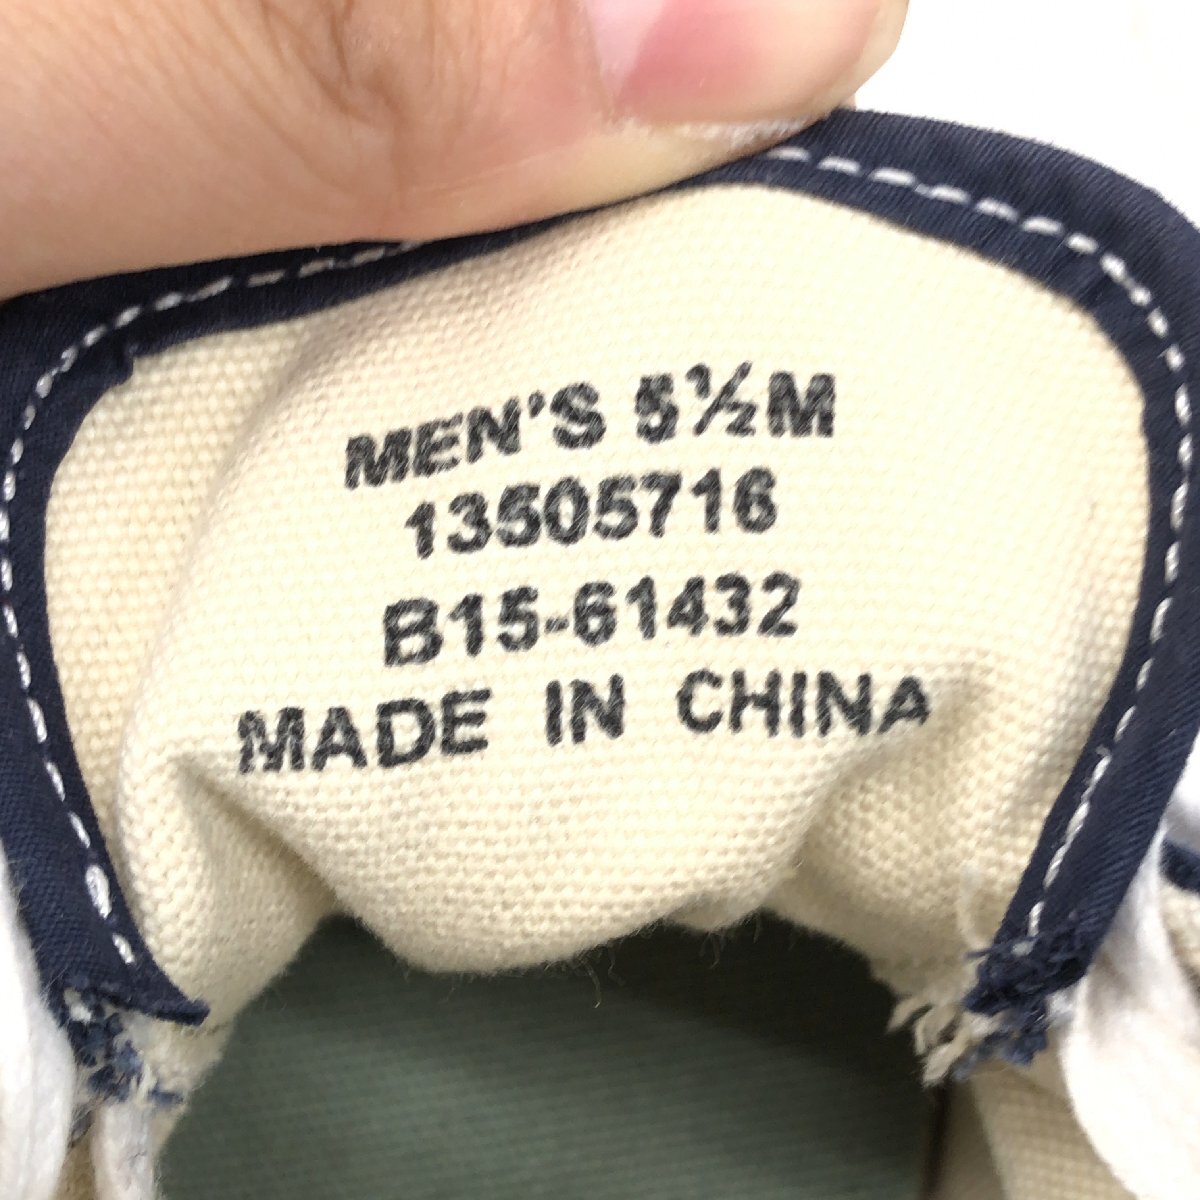 MEN'S 5½M
13505716
B15-61432
MADE IN CHINA